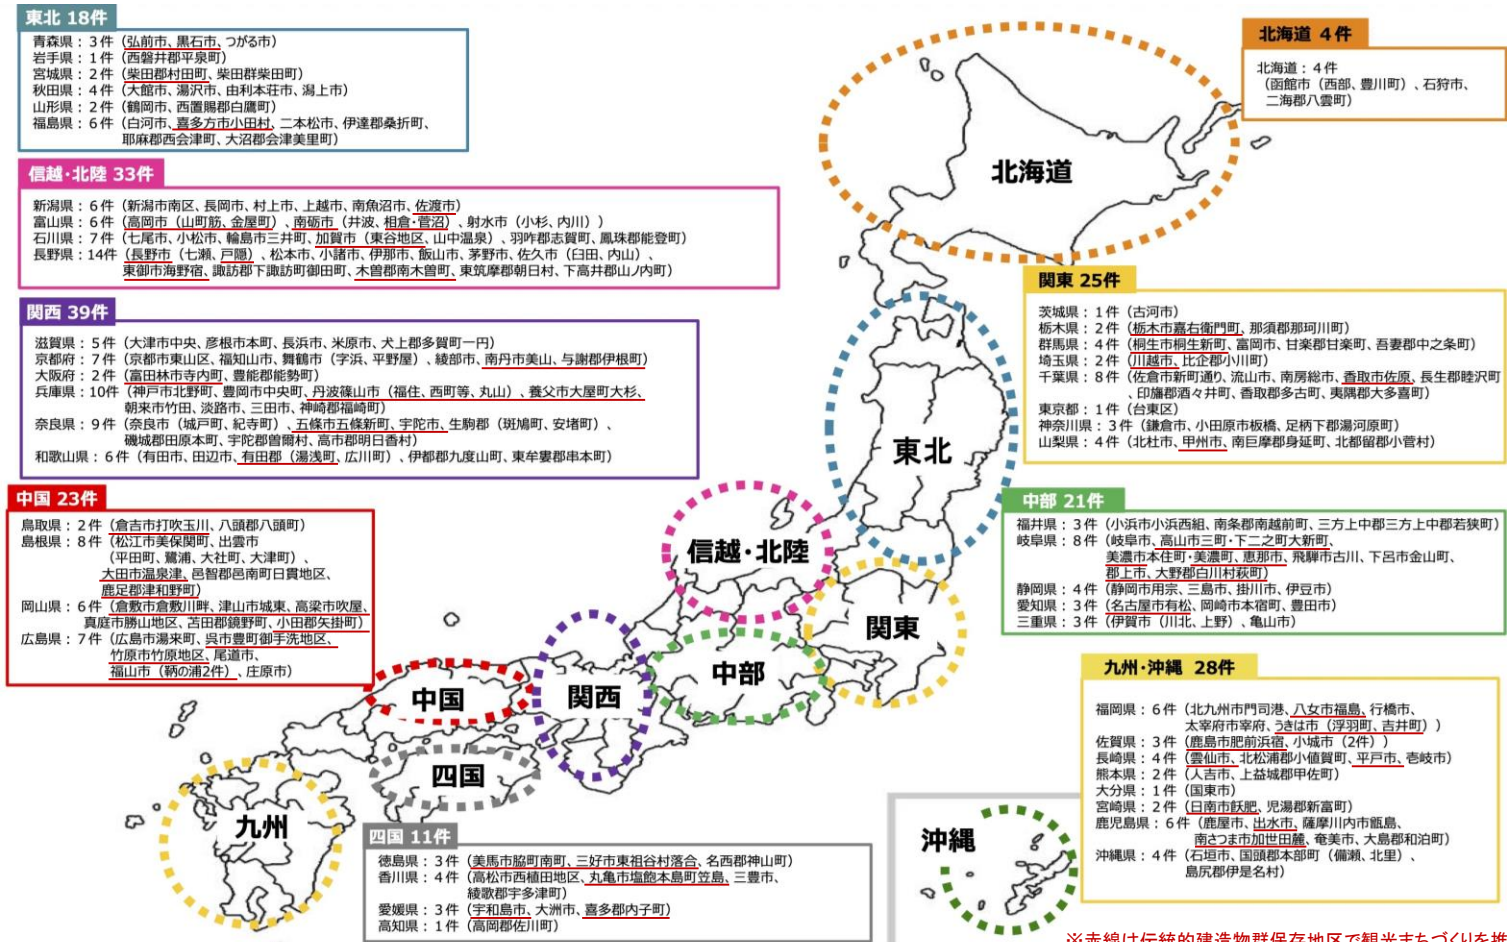 東北 18件
青森県：3件（弘前市、黒石市、つがる市）
岩手県：1件（西磐井郡平泉町）
宮城県：2件（柴田郡村田町、柴田群柴田町）
秋田県：4件（大館市、湯沢市、由利本荘市、潟上市）
山形県：2件（鶴岡市、西置賜郡白鷹町）
福島県：6件（白河市、喜多方市小田村、二本松市、伊達郡桑折町、
耶麻郡西会津町、大沼郡会津美里町）
信越・北陸 33件
新潟県：6件（新潟市南区、長岡市、村上市、上越市、南魚沼市、佐渡市）
富山県：6件（高岡市（山町筋、金屋町）、南砺市（井波、相倉・菅沼）、射水市（小杉、内川））
石川県：7件（七尾市、小松市、輪島市三井町、加賀市（東谷地区、山中温泉）、羽咋郡志賀町、鳳珠郡能登町）
長野県：14件（長野市（七瀬、戸隠）、松本市、小諸市、伊那市、飯山市、茅野市、佐久市（臼田、内山）、
東御市海野宿、諏訪郡下諏訪町御田町、木曽郡南木曽町、東筑摩郡朝日村、下高井郡山ノ内町）
関西 39件
滋賀県：5件（大津市中央、彦根市本町、長浜市、米原市、犬上郡多賀町一円）
京都府：7件（京都市東山区、福知山市、舞鶴市（字浜、平野屋）、綾部市、南丹市美山、与謝郡伊根町）
大阪府：2件（富田林市寺内町、豊能郡能勢町）
兵庫県：10件（神戸市北野町、豊岡市中央町、丹波篠山市（福住、西町等、丸山）、養父市大屋町大杉、
朝来市竹田、淡路市、三田市、神崎郡福崎町）
奈良県：9件（奈良市（城戸町、紀寺町）、五條市五條新町、宇陀市、生駒郡（斑鳩町、安堵町）、
磯城郡田原本町、宇陀郡曽爾村、高市郡明日香村）
和歌山県：6件（有田市、田辺市、有田郡（湯浅町、広川町）、伊都郡九度山町、東牟婁郡串本町）
中国 23件
鳥取県：2件（倉吉市打吹玉川、八頭郡八頭町）
島根県：8件（松江市美保関町、出雲市
（平田町、鷺浦、大社町、大津町）、
大田市温泉津、邑智郡邑南町日貫地区、
鹿足郡津和野町）
岡山県：6件（倉敷市倉敷川畔、津山市城東、高梁市吹屋、
真庭市勝山地区、苫田郡鏡野町、小田郡矢掛町）
広島県：7件（広島市湯来町、呉市豊町御手洗地区、
竹原市竹原地区、尾道市、
福山市（鞆の浦2件）、庄原市）
四国 11件
徳島県：3件（美馬市脇町南町、三好市東祖谷村落合、名西郡神山町）
香川県：4件（高松市西植田地区、丸亀市塩飽本島町笠島、三豊市、
綾歌郡宇多津町）
愛媛県：3件（宇和島市、大洲市、喜多郡内子町）
高知県：1件（高岡郡佐川町）
北海道 4件
北海道：4件
（函館市（西部、豊川町）、石狩市、
二海郡八雲町）
関東 25件
茨城県：1件（古河市）
栃木県：2件（栃木市嘉右衛門町、那須郡那珂川町）
群馬県：4件（桐生市桐生新町、富岡市、甘楽郡甘楽町、吾妻郡中之条町）
埼玉県：2件（川越市、比企郡小川町）
千葉県：8件（佐倉市新町通り、流山市、南房総市、香取市佐原、長生郡睦沢町
、印旛郡酒々井町、香取郡多古町、夷隅郡大多喜町）
東京都：1件（台東区）
神奈川県：3件（鎌倉市、小田原市板橋、足柄下郡湯河原町）
山梨県：4件（北杜市、甲州市、南巨摩郡身延町、北都留郡小菅村）
中部 21件
福井県：3件（小浜市小浜西組、南条郡南越前町、三方上中郡三方上中郡若狭町）
岐阜県：8件（岐阜市、高山市三町・下二之町大新町、
美濃市本住町・美濃町、恵那市、飛騨市古川、下呂市金山町、
郡上市、大野郡白川村萩町）
静岡県：4件（静岡市用宗、三島市、掛川市、伊豆市）
愛知県：3件（名古屋市有松、岡崎市本宿町、豊田市）
三重県：3件（伊賀市（川北、上野）、亀山市）
九州・沖縄 28件
福岡県：6件（北九州市門司港、八女市福島、行橋市、
太宰府市宰府、うきは市（浮羽町、吉井町））
佐賀県：3件（鹿島市肥前浜宿、小城市（2件））
長崎県：4件（雲仙市、北松浦郡小値賀町、平戸市、壱岐市）
熊本県：2件（人吉市、上益城郡甲佐町）
大分県：1件（国東市）
宮崎県：2件（日南市飫肥、児湯郡新富町）
鹿児島県：6件（鹿屋市、出水市、薩摩川内市甑島、
南さつま市加世田麓、奄美市、大島郡和泊町）
沖縄県：4件（石垣市、国頭郡本部町（備瀬、北里）、
島尻郡伊是名村）
北海道
東北
信越・北陸
関東
中部
関西
中国
四国
九州
沖縄
※赤線は伝統的建造物群保存地区で観光まちづくりを推